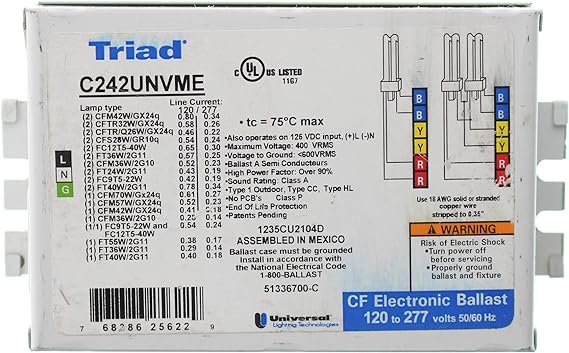 Triad®
C242UNVME
C UL US LISTED
11G7
Lamp type
Line Current:
120 / 277
(2) CFM42W/GX24q 0.80 0.34
(2) CFTR32W/GX24q 0.58 0.26
(2) CFTR/Q26W/GX24q 0.46 0.22
(2) CFS28W/GR10q 0.54 0.24
(2) FC12T5-40W 0.65 0.30
(2) FT36W/2G11 0.57 0.25
(2) CFM36W/2G10 0.52 0.23
(2) FT24W/2G11 0.43 0.19
(2) FC9T5-22W 0.42 0.19
(2) FT40W/2G11 0.78 0.34
(1) CFM70W/Gx24q 0.61 0.27
(1) CFM57W/GX24q 0.52 0.23
(1) CFM42W/GX24q 0.41 0.18
(1) CFM36W/2G10 0.25 0.14
(1/1) FC9T5-22W and
FC12T5-40W 0.54 0.24
(1) FT55W/2G11 0.38 0.17
(1) FT36W/2G11 0.29 0.14
(1) FT40W/2G11 0.40 0.18
L
N
G
• tc = 75°C max
•Also operates on 125 VDC input, (+)L (-)N
•Maximum Voltage: 400 VRMS
•Voltage to Ground: <600VRMS
•Ballast A Semi Conducteurs
•High Power Factor: Over 90%
•Sound Rating: Class A
•Type 1 Outdoor, Type CC, Type HL
•No PCB's Class P
•End Of Life Protection
•Patents Pending
1235CU2104D
ASSEMBLED IN MEXICO
Ballast case must be grounded
Install in accordance with
the National Electrical Code
1-800-BALLAST
51336700-C
7 68286 25622 9
Universal
Lighting Technologies
B
B
Y
Y
R
R
B
B
Y
Y
R
R
Use 18 AWG solid or stranded
copper wire
stripped to 0.35"
WARNING
Risk of Electric Shock
•Turn power off
before servicing
•Properly ground
ballast and fixture
CF Electronic Ballast
120 to 277 volts 50/60 Hz